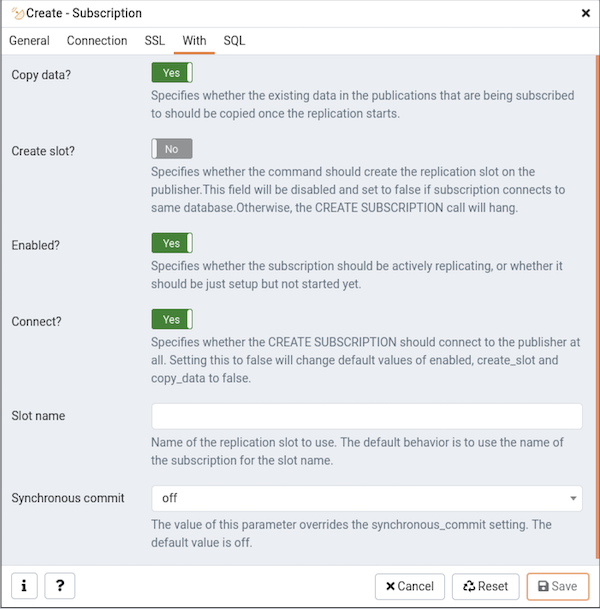 Create - Subscription
General Connection SSL With SQL
Copy data? Yes
Specifies whether the existing data in the publications that are being subscribed
to should be copied once the replication starts.
Create slot? No
Specifies whether the command should create the replication slot on the
publisher.This field will be disabled and set to false if subscription connects to
same database.Otherwise, the CREATE SUBSCRIPTION call will hang.
Enabled? Yes
Specifies whether the subscription should be actively replicating, or whether it
should be just setup but not started yet.
Connect? Yes
Specifies whether the CREATE SUBSCRIPTION should connect to the publisher at
all. Setting this to false will change default values of enabled, create_slot and
copy_data to false.
Slot name
Name of the replication slot to use. The default behavior is to use the name of
the subscription for the slot name.
Synchronous commit off
The value of this parameter overrides the synchronous_commit setting. The
default value is off.
i ? Cancel Reset Save